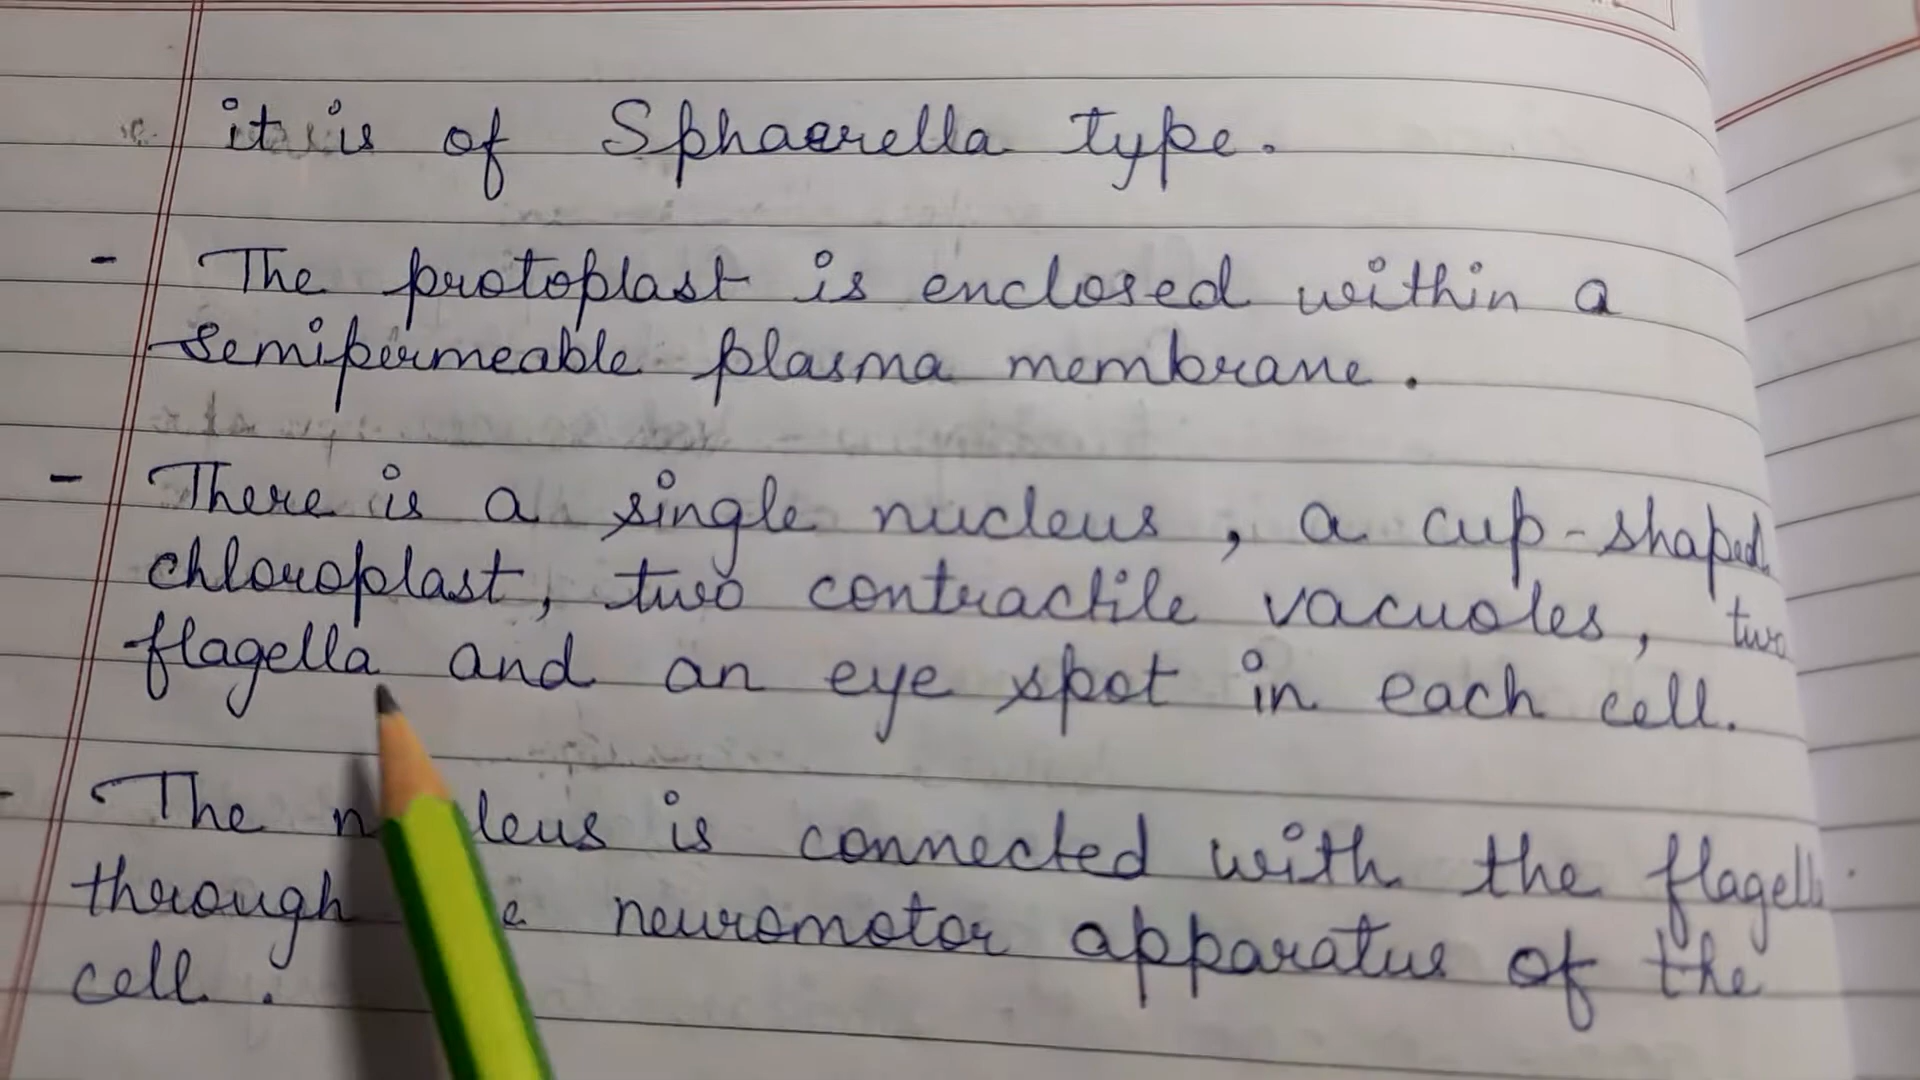 it is of Sphaerella type.
- The protoplast is enclosed within a
semipermeable plasma membrane.
- There is a single nucleus, a cup-shaped
chloroplast, two contractile vacuoles, two
flagella and an eye spot in each cell.
- The is connected with the
through neuromotor apparatus of the
cell.